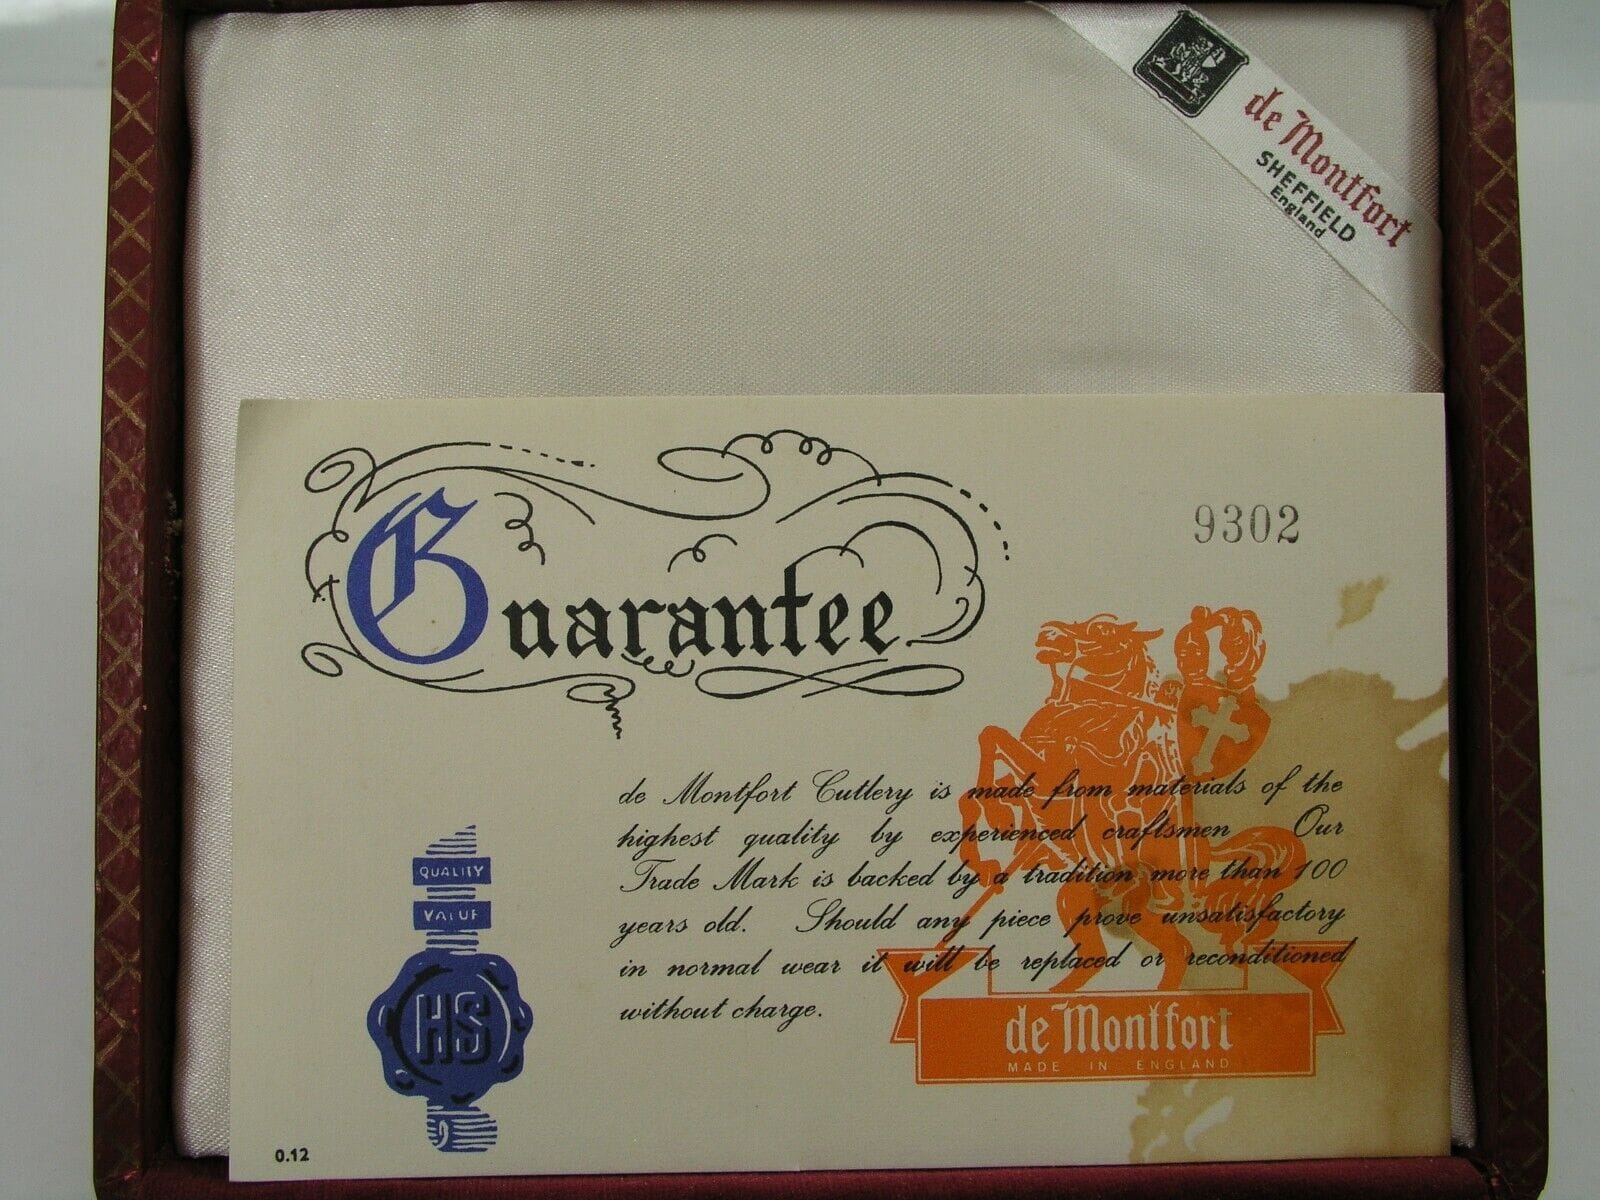 de Montfort
SHEFFIELD
England
Guarantee
9302
de Montfort Cutlery is made from materials of the
highest quality by experienced craftsmen Our
Trade Mark is backed by a tradition more than 100
years old. Should any piece prove unsatisfactory
in normal wear it will be replaced or reconditioned
without charge.
QUALITY
VALUE
HS
de Montfort
MADE IN ENGLAND
0.12